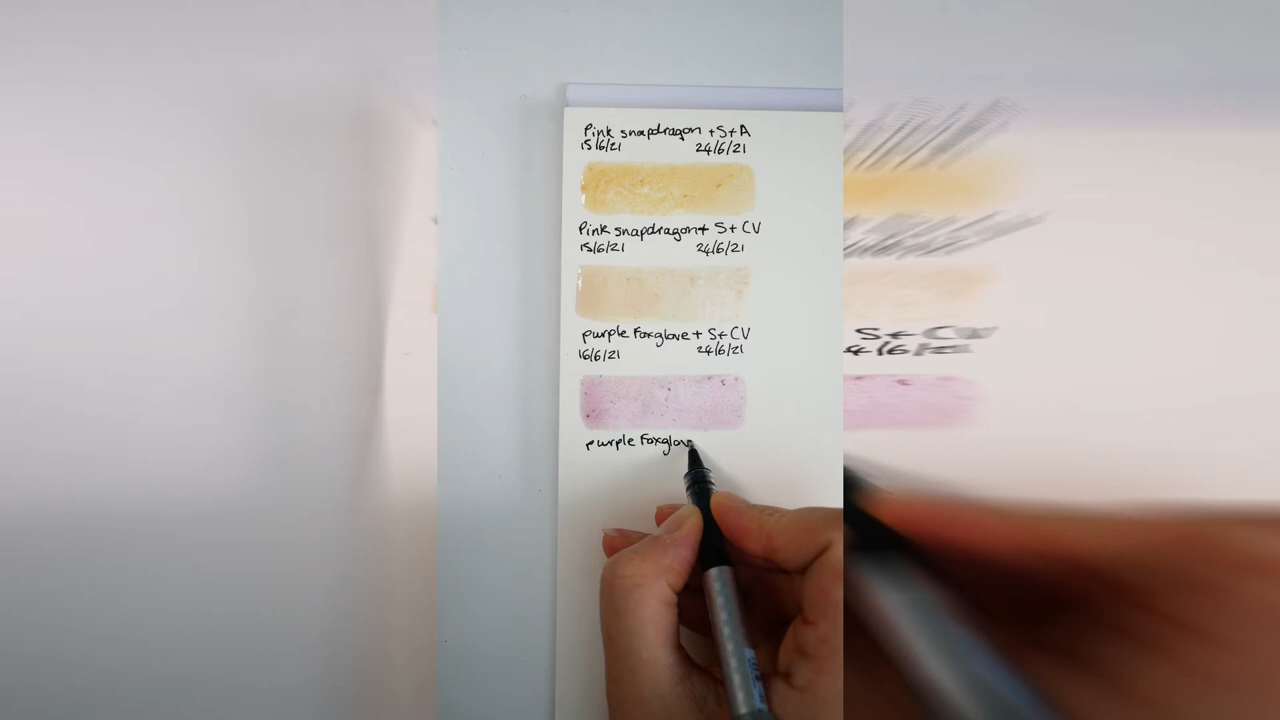 Pink snapdragon +S+A
15/6/21 24/6/21
Pink snapdragon+ S+CV
15/6/21 24/6/21
purple Foxglove + S+CV
16/6/21 24/6/21
purple Foxglov